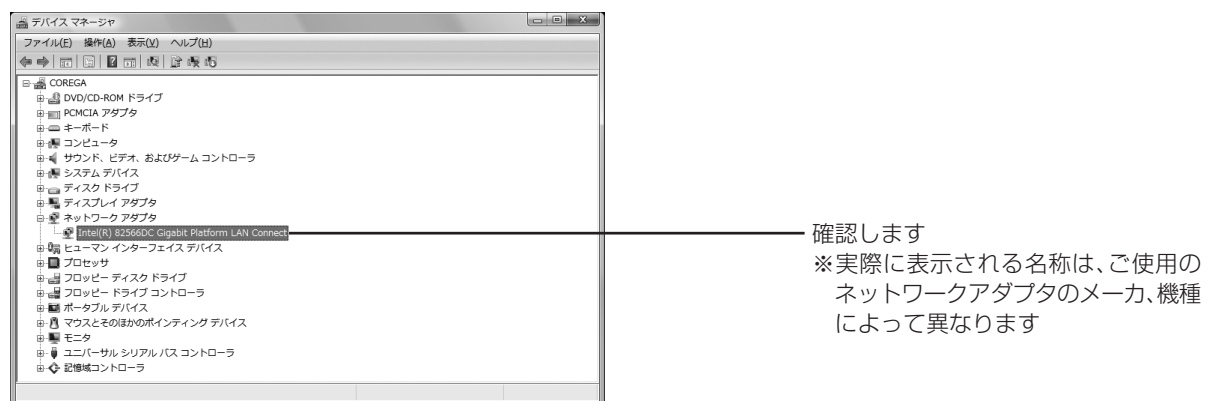 デバイス マネージャ
ファイル(F) 操作(A) 表示(V) ヘルプ(H)
COREGA
DVD/CD-ROM ドライブ
PCMCIA アダプタ
キーボード
コンピュータ
サウンド、ビデオ、およびゲーム コントローラ
システム デバイス
ディスク ドライブ
ディスプレイ アダプタ
ネットワーク アダプタ
Intel(R) 82566DC Gigabit Platform LAN Connect
確認します
※実際に表示される名称は、ご使用の
ネットワークアダプタのメーカ、機種
によって異なります
ヒューマン インターフェイス デバイス
プロセッサ
フロッピー ディスク ドライブ
フロッピー ドライブ コントローラ
ポータブル デバイス
マウスとそのほかのポインティング デバイス
モニタ
ユニバーサル シリアル バス コントローラ
記憶域コントローラ